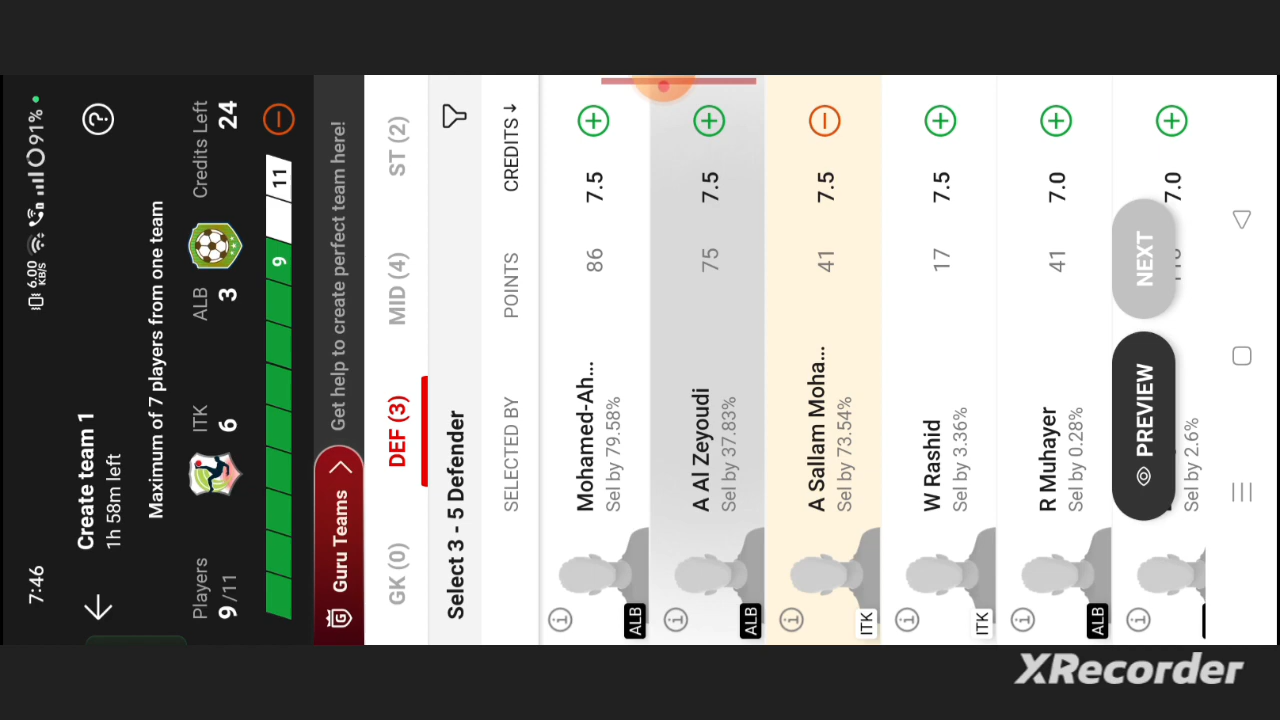 7:46
6.00 KB/S
91%
Create team 1
1h 58m left
?
Maximum of 7 players from one team
Players
9/11
ITK
6
ALB
3
Credits Left
24
9
11
G Guru Teams
Get help to create perfect team here!
GK (0)
DEF (3)
MID (4)
ST (2)
Select 3 - 5 Defender
SELECTED BY
POINTS
CREDITS ↓
ALB
Mohamed-Ah...
Sel by 79.58%
86
7.5
ALB
A Al Zeyoudi
Sel by 37.83%
75
7.5
ITK
A Sallam Moha...
Sel by 73.54%
41
7.5
ITK
W Rashid
Sel by 3.36%
17
7.5
ALB
R Muhayer
Sel by 0.28%
41
7.0
Sel by 2.6%
7.0
PREVIEW
NEXT
XRecorder